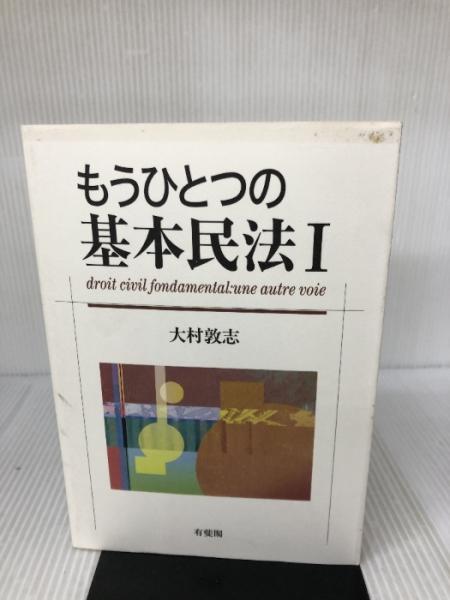 もうひとつの
基本民法I
droit civil fondamental:une autre voie
大村敦志
有斐閣